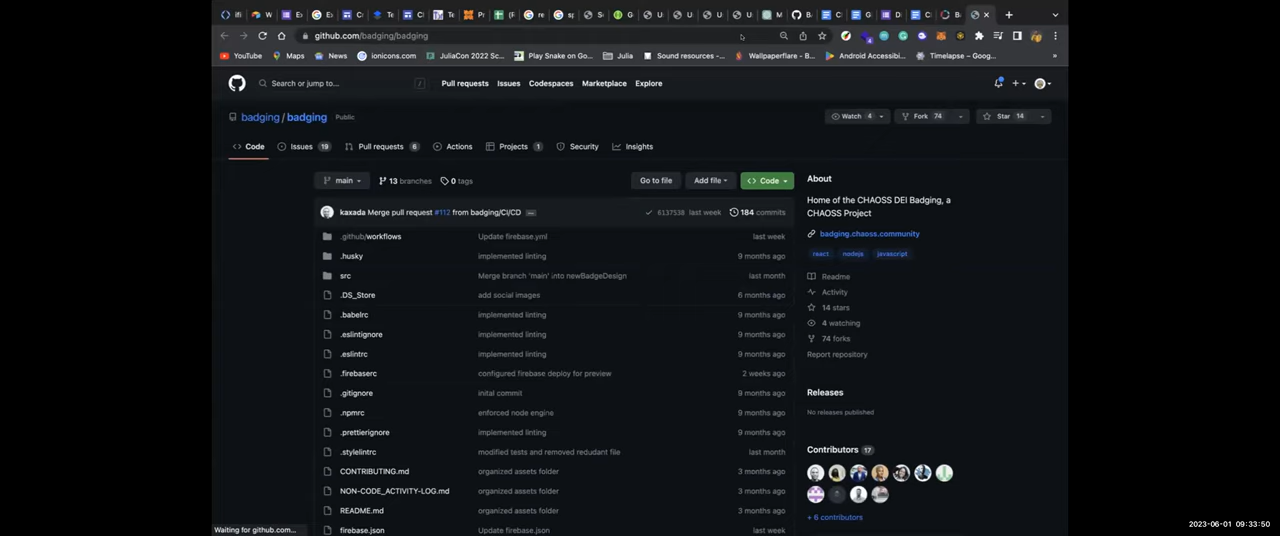 github.com/badging/badging
YouTube Maps News ionicons.com JuliaCon 2022 Sc... Play Snake on Go... Julia Sound resources -... Wallpaperflare - B... Android Accessibi... Timelapse – Goog...
Search or jump to... / Pull requests Issues Codespaces Marketplace Explore
badging / badging Public Watch 4 Fork 74 Star 14
Code Issues 19 Pull requests 6 Actions Projects 1 Security Insights
main 13 branches 0 tags Go to file Add file Code
About
Home of the CHAOSS DEI Badging, a
CHAOSS Project
badging.chaoss.community
react nodejs javascript
Readme
Activity
14 stars
4 watching
74 forks
Report repository
Releases
No releases published
Contributors 17
+ 6 contributors
kaxada Merge pull request #112 from badging/CI/CD ... 6137538 last week 184 commits
.github/workflows Update firebase.yml last week
.husky implemented linting 9 months ago
src Merge branch 'main' into newBadgeDesign last month
.DS_Store add social images 6 months ago
.babelrc implemented linting 9 months ago
.eslintignore implemented linting 9 months ago
.eslintrc implemented linting 9 months ago
.firebaserc configured firebase deploy for preview 2 weeks ago
.gitignore inital commit 9 months ago
.npmrc enforced node engine 9 months ago
.prettierignore implemented linting 9 months ago
.stylelintrc modified tests and removed redudant file last month
CONTRIBUTING.md organized assets folder 3 months ago
NON-CODE_ACTIVITY-LOG.md organized assets folder 3 months ago
README.md organized assets folder 3 months ago
firebase.json Update firebase.json last week
Waiting for github.com...
2023-06-01 09:33:50